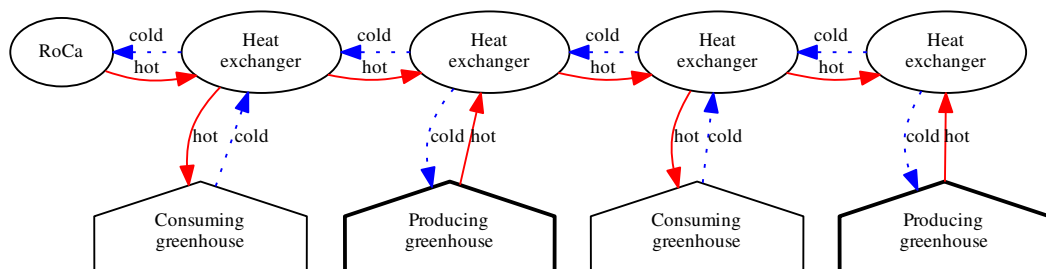 RoCa
cold
hot
Heat
exchanger
cold
hot
Heat
exchanger
cold
hot
Heat
exchanger
cold
hot
Heat
exchanger
hot
cold
cold
hot
hot
cold
cold
hot
Consuming
greenhouse
Producing
greenhouse
Consuming
greenhouse
Producing
greenhouse